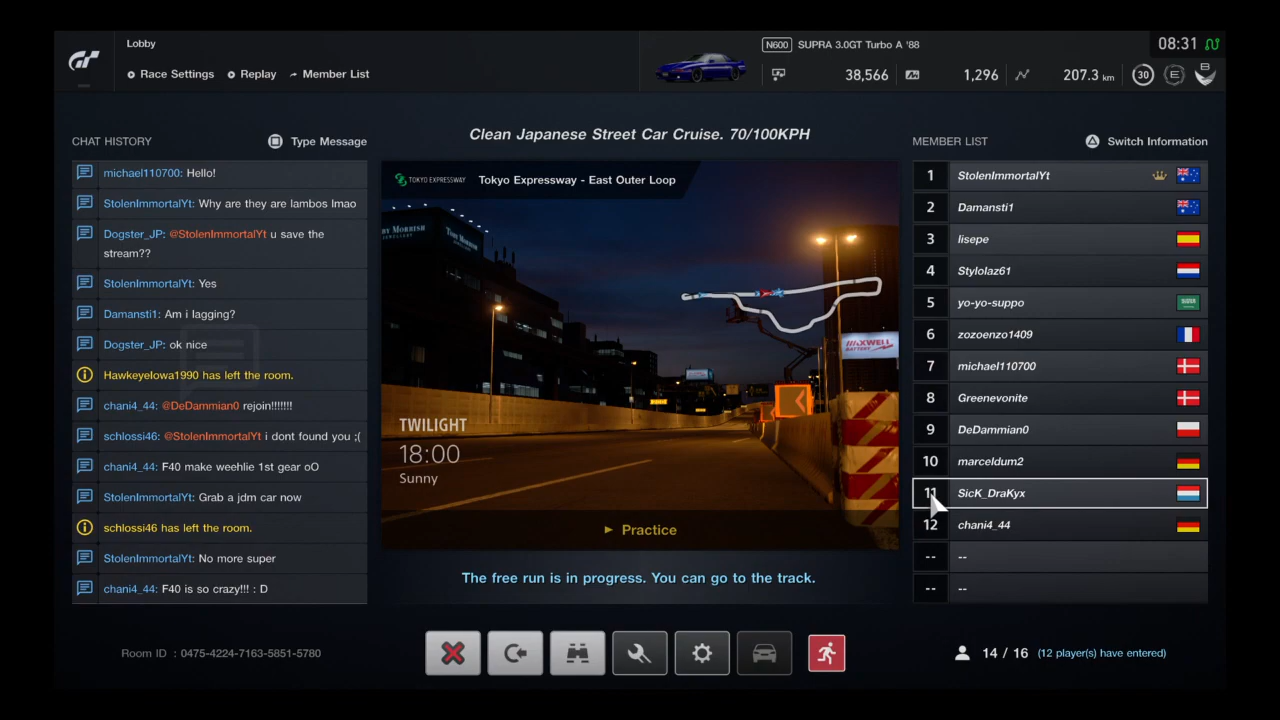 Lobby
Race Settings
Replay
Member List
N600 SUPRA 3.0GT Turbo A '88
38,566
1,296
207.3 km
08:31
30
E
B
CHAT HISTORY
Type Message
michael110700: Hello!
StolenImmortalYt: Why are they are lambos lmao
Dogster_JP: @StolenImmortalYt u save the
stream??
StolenImmortalYt: Yes
Damansti1: Am i lagging?
Dogster_JP: ok nice
HawkeyeIowa1990 has left the room.
chani4_44: @DeDammian0 rejoin!!!!!!!
schlossi46: @StolenImmortalYt i dont found you ;(
chani4_44: F40 make weehlie 1st gear oO
StolenImmortalYt: Grab a jdm car now
schlossi46 has left the room.
StolenImmortalYt: No more super
chani4_44: F40 is so crazy!!! : D
Clean Japanese Street Car Cruise. 70/100KPH
TOKYO EXPRESSWAY
Tokyo Expressway - East Outer Loop
MAXWELL
BATTERY
TWILIGHT
18:00
Sunny
Practice
The free run is in progress. You can go to the track.
MEMBER LIST
Switch Information
1 StolenImmortalYt
2 Damansti1
3 lisepe
4 Stylolaz61
5 yo-yo-suppo
6 zozoenzo1409
7 michael110700
8 Greenevonite
9 DeDammian0
10 marceldum2
11 SicK_DraKyx
12 chani4_44
-- --
-- --
Room ID : 0475-4224-7163-5851-5780
14 / 16 (12 player(s) have entered)